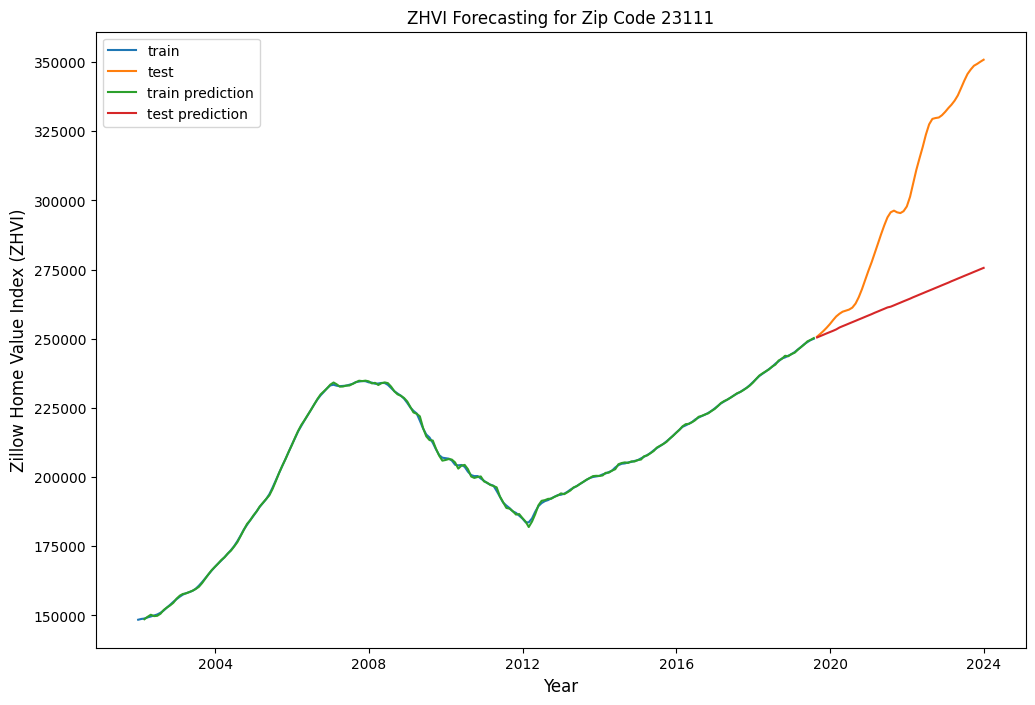 ZHVI Forecasting for Zip Code 23111
train
test
train prediction
test prediction
Zillow Home Value Index (ZHVI)
350000
325000
300000
275000
250000
225000
200000
175000
150000
2004
2008
2012
2016
2020
2024
Year